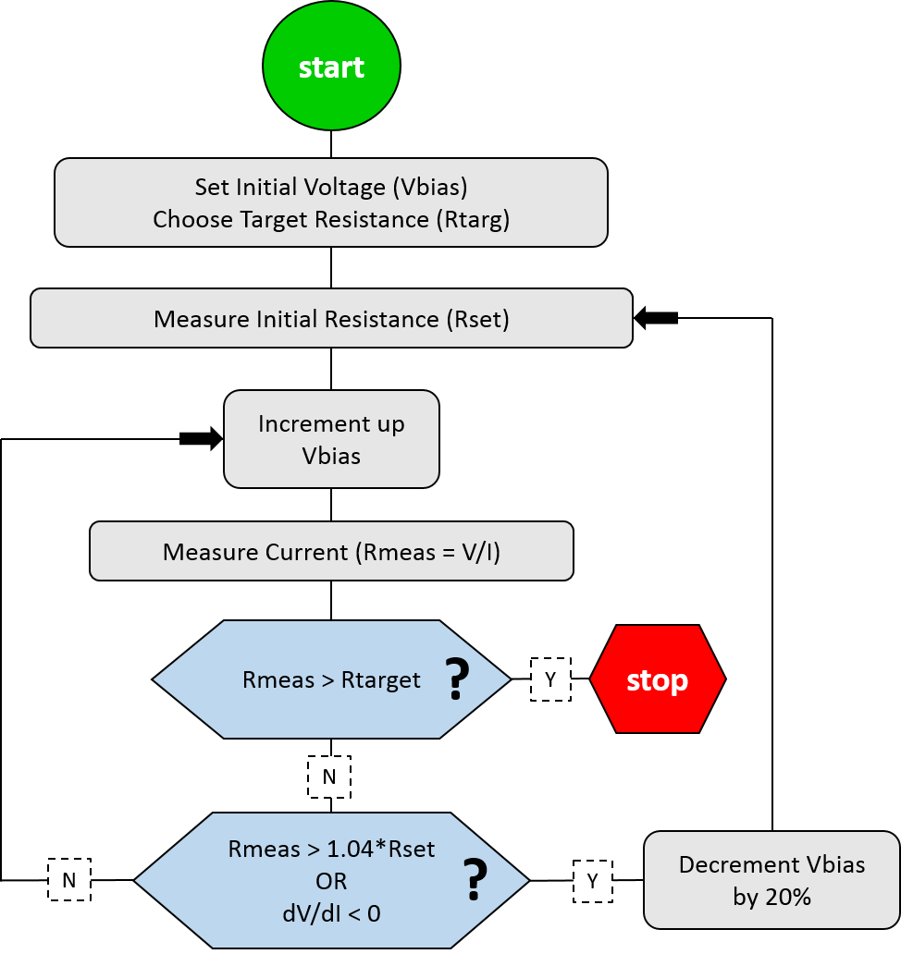 start
Set Initial Voltage (Vbias)
Choose Target Resistance (Rtarg)
Measure Initial Resistance (Rset)
Increment up
Vbias
Measure Current (Rmeas = V/I)
Rmeas > Rtarget ?
Y
stop
N
Rmeas > 1.04*Rset
OR
dV/dI < 0
?
N
Y
Decrement Vbias
by 20%